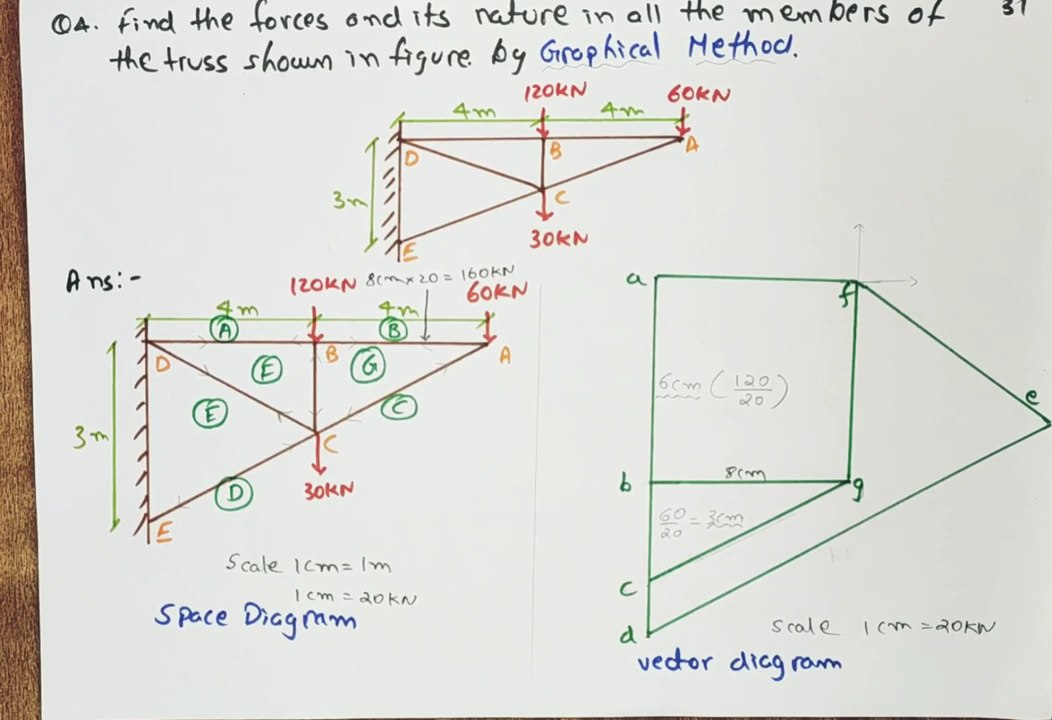 Q4. find the forces and its nature in all the members of 31
the truss shown in figure by Graphical Method.
120KN 60KN
4m 4m
D B A
3m
C
E 30KN
Ans:-
120KN 8cm×20 = 160KN
60KN
4m 4m
A B
D B A
E G
E C
3m C
D 30KN
E
Scale 1cm = 1m
1cm = 20KN
Space Diagram
a f
6cm (120/20)
e
b 8cm g
60/20 = 3cm
c
d
Scale 1cm = 20KN
vector diagram